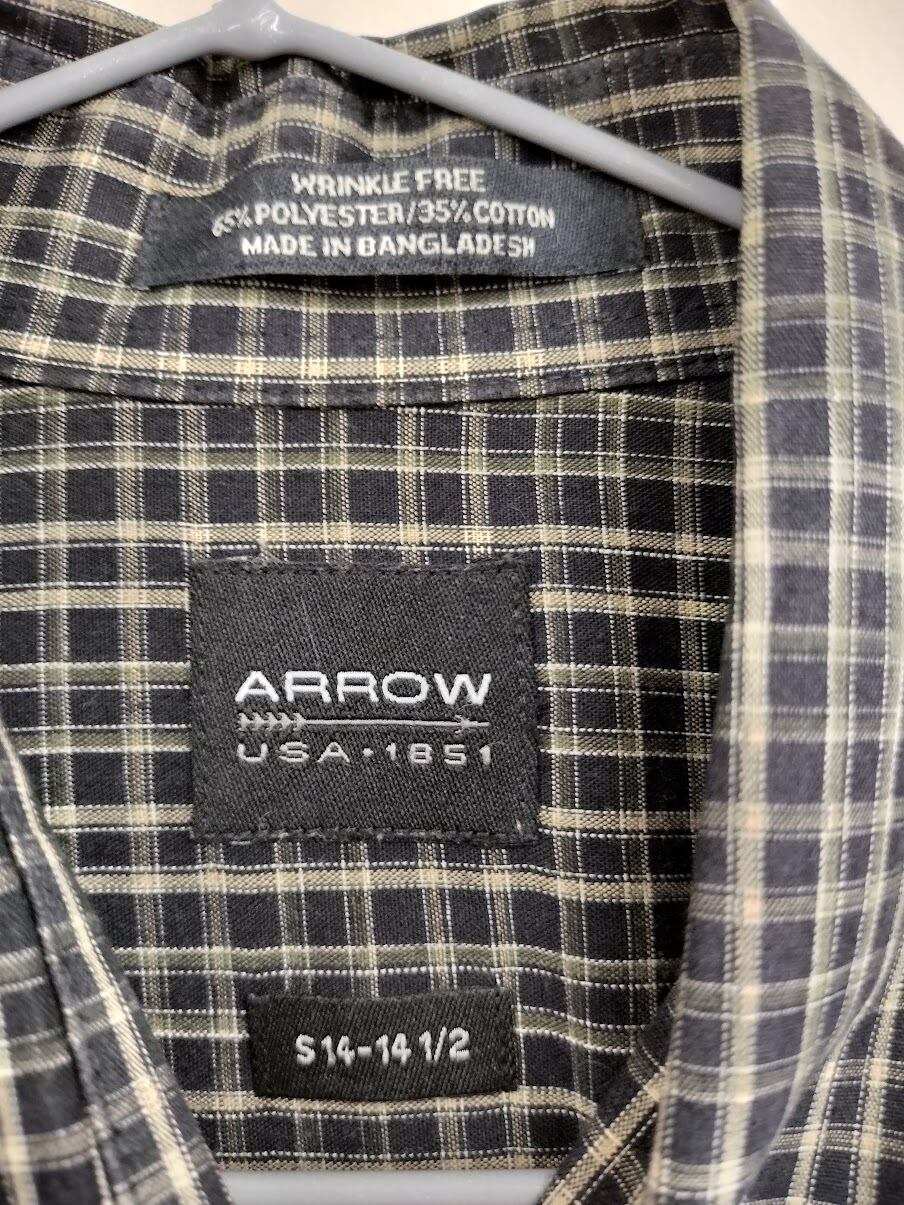 WRINKLE FREE
65% POLYESTER/35% COTTON
MADE IN BANGLADESH
ARROW
USA·1851
S 14-14 1/2